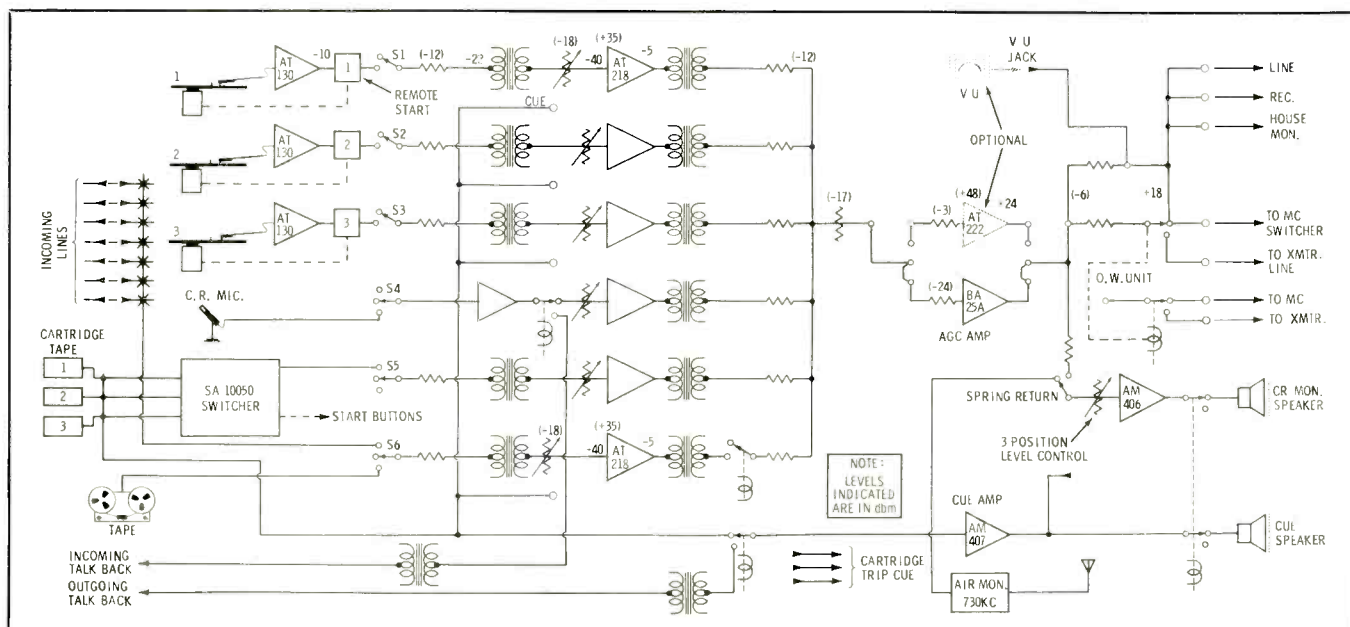 1
AT
130
-10
1
REMOTE
START
S1
(-12)
(-18)
-40
(+35)
AT
218
-5
(-12)
CUE
2
AT
130
2
S2
3
AT
130
3
S3
INCOMING
LINES
C.R. MIC.
S4
CARTRIDGE
TAPE
1
2
3
SA 10050
SWITCHER
START BUTTONS
S5
S6
(-18)
-40
(+35)
AT
218
-5
TAPE
INCOMING
TALK BACK
OUTGOING
TALK BACK
(-17)
VU
JACK
VU
OPTIONAL
(-3)
(+48)
AT
222
24
(-24)
BA
25A
AGC AMP
(-6)
+18
LINE
REC.
HOUSE
MON.
TO MC
SWITCHER
TO XMTR.
LINE
O.W. UNIT
TO MC
TO XMTR.
SPRING RETURN
AM
406
CR MON.
SPEAKER
3 POSITION
LEVEL CONTROL
NOTE:
LEVELS
INDICATED
ARE IN dbm
CUE AMP
AM
407
CUE
SPEAKER
CARTRIDGE
TRIP CUE
AIR MON.
730KC